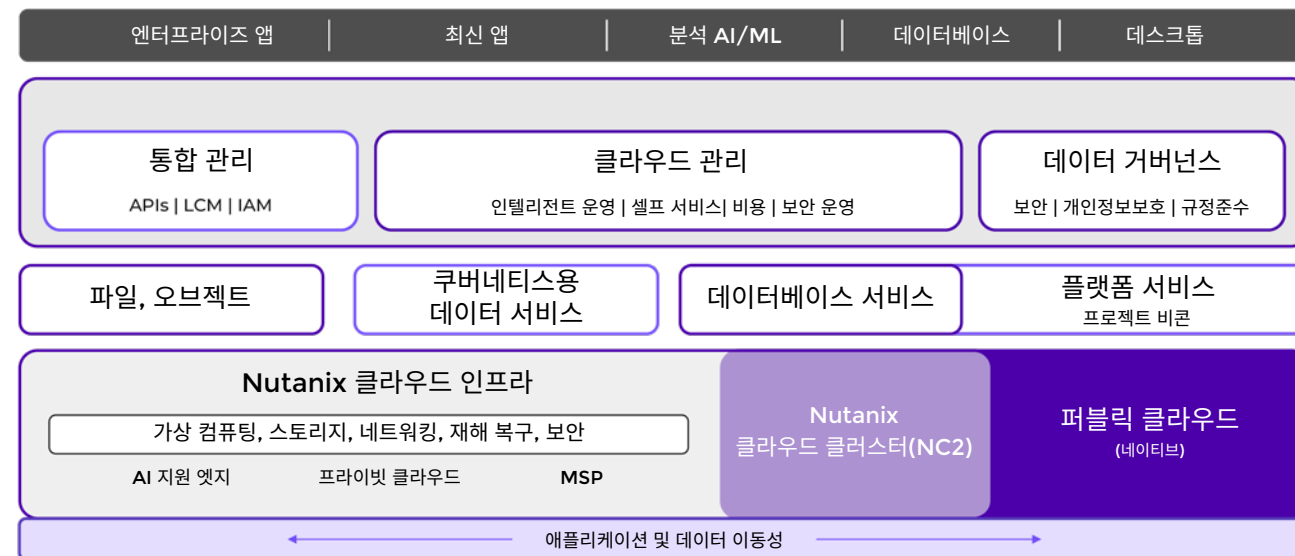 엔터프라이즈 앱 | 최신 앱 | 분석 AI/ML | 데이터베이스 | 데스크톱
통합 관리
APIs | LCM | IAM
클라우드 관리
인텔리전트 운영 | 셀프 서비스| 비용 | 보안 운영
데이터 거버넌스
보안 | 개인정보보호 | 규정준수
파일, 오브젝트
쿠버네티스용
데이터 서비스
데이터베이스 서비스
플랫폼 서비스
프로젝트 비콘
Nutanix 클라우드 인프라
가상 컴퓨팅, 스토리지, 네트워킹, 재해 복구, 보안
AI 지원 엣지 프라이빗 클라우드 MSP
Nutanix
클라우드 클러스터(NC2)
퍼블릭 클라우드
(네이티브)
애플리케이션 및 데이터 이동성